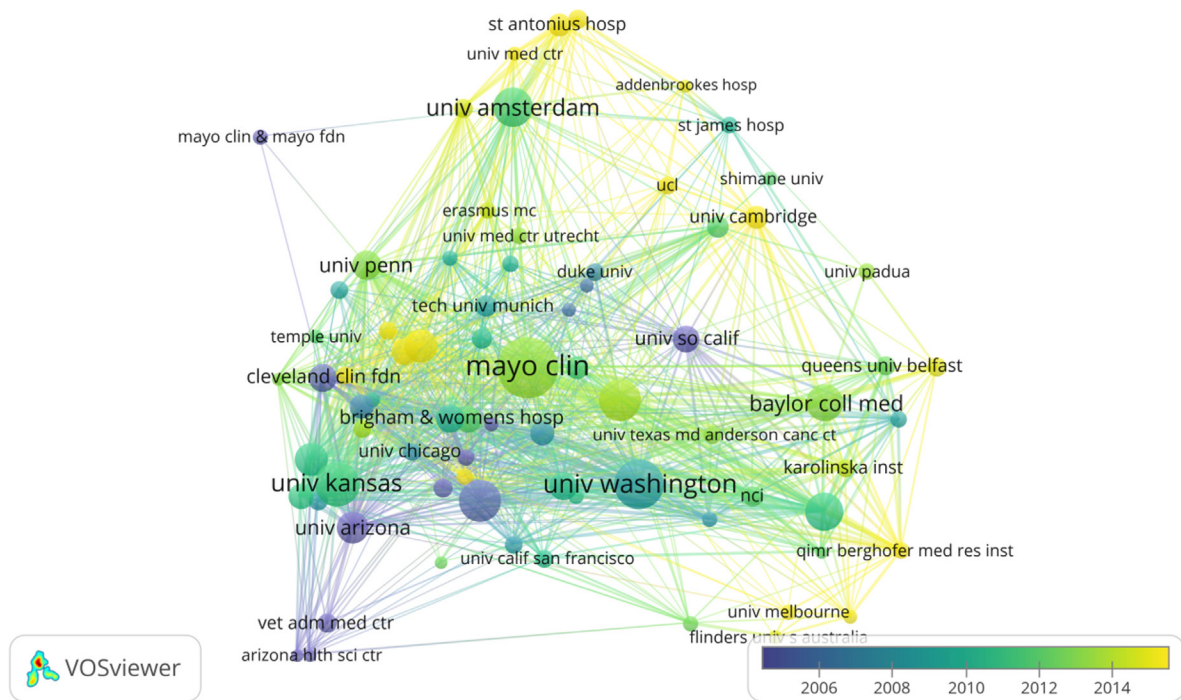 st antonius hosp
univ med ctr
addenbrookes hosp
univ amsterdam
st james hosp
mayo clin & mayo fdn
ucl
shimane univ
erasmus mc
univ cambridge
univ med ctr utrecht
univ penn
duke univ
univ padua
tech univ munich
temple univ
univ so calif
mayo clin
queens univ belfast
cleveland clin fdn
baylor coll med
brigham & womens hosp
univ texas md anderson canc ct
univ chicago
karolinska inst
univ kansas
univ washington
nci
univ arizona
qimr berghofer med res inst
univ calif san francisco
univ melbourne
vet adm med ctr
flinders univ s australia
arizona hlth sci ctr
VOSviewer
2006 2008 2010 2012 2014